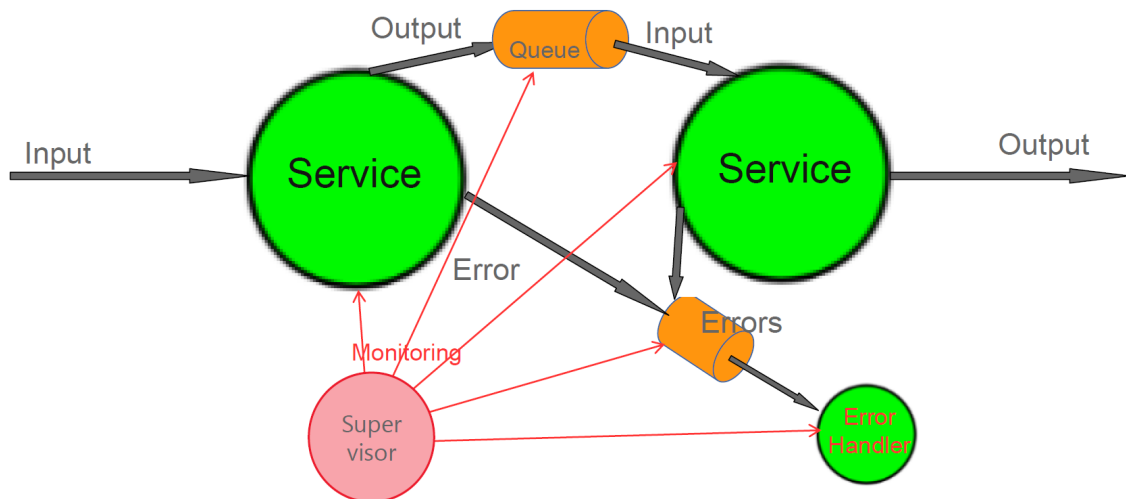 Output
Queue
Input
Input
Service
Service
Output
Error
Errors
Monitoring
Super
visor
Error
Handler